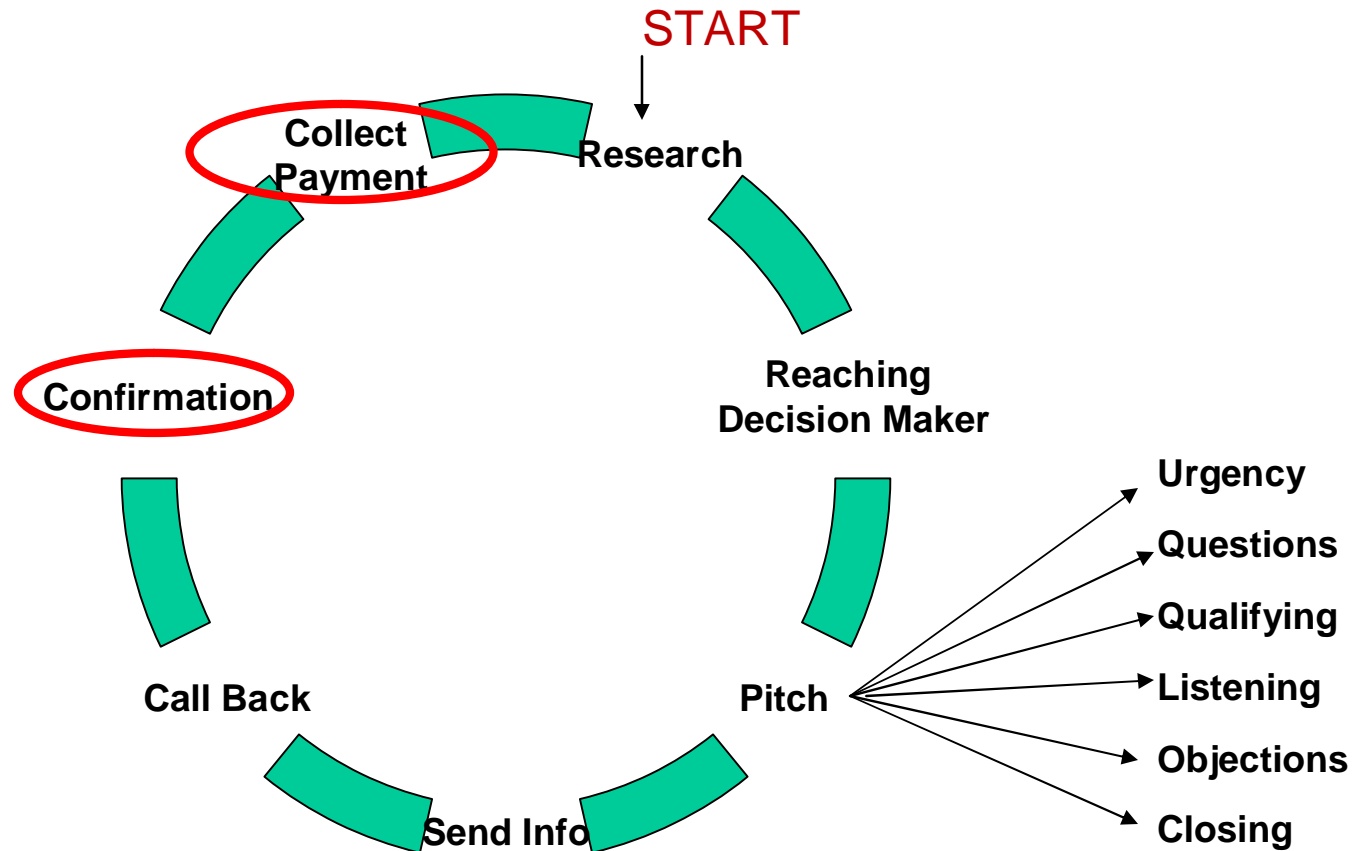 START
Research
Collect
Payment
Reaching
Decision Maker
Confirmation
Urgency
Questions
Qualifying
Listening
Objections
Closing
Pitch
Call Back
Send Info